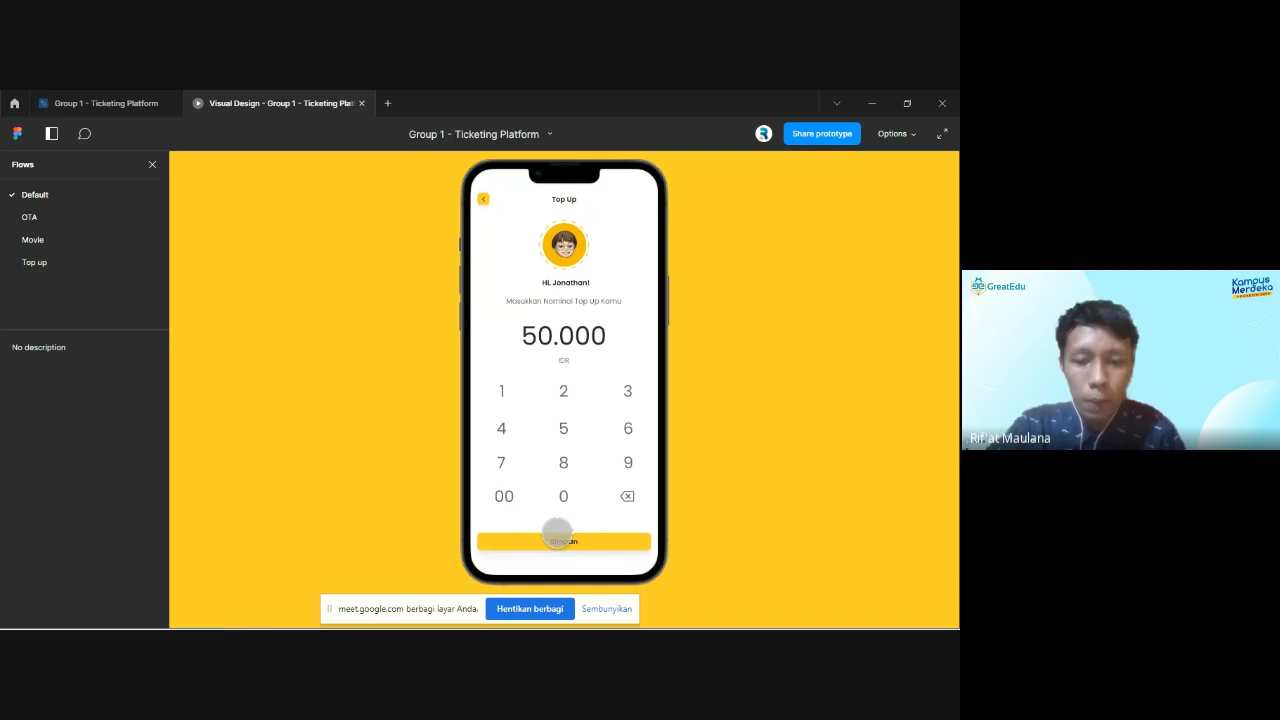 Group 1 - Ticketing Platform
Visual Design - Group 1 - Ticketing Plat
Group 1 - Ticketing Platform
Share prototype
Options
Flows
Default
OTA
Movie
Top up
No description
Top Up
Hi, Jonathan!
Masukkan Nominal Top Up Kamu
50.000
IDR
1 2 3
4 5 6
7 8 9
00 0
Simpan
meet.google.com berbagi layar Anda.
Hentikan berbagi
Sembunyikan
GreatEdu
Kampus
Merdeka
Rif'at Maulana